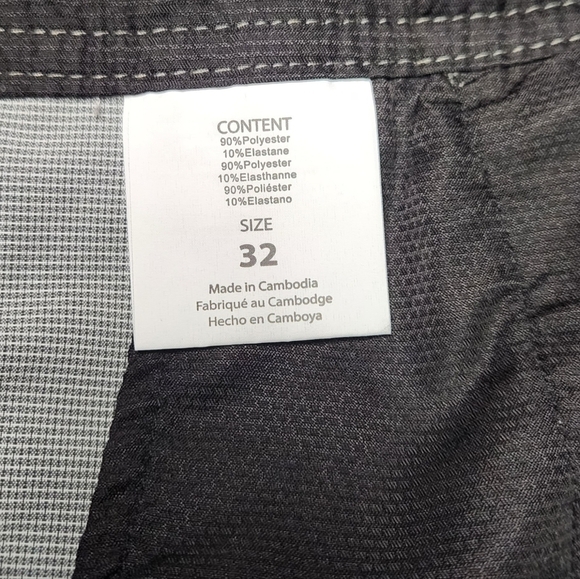 CONTENT
90%Polyester
10%Elastane
90%Polyester
10%Elasthanne
90%Poliéster
10%Elastano
SIZE
32
Made in Cambodia
Fabriqué au Cambodge
Hecho en Camboya